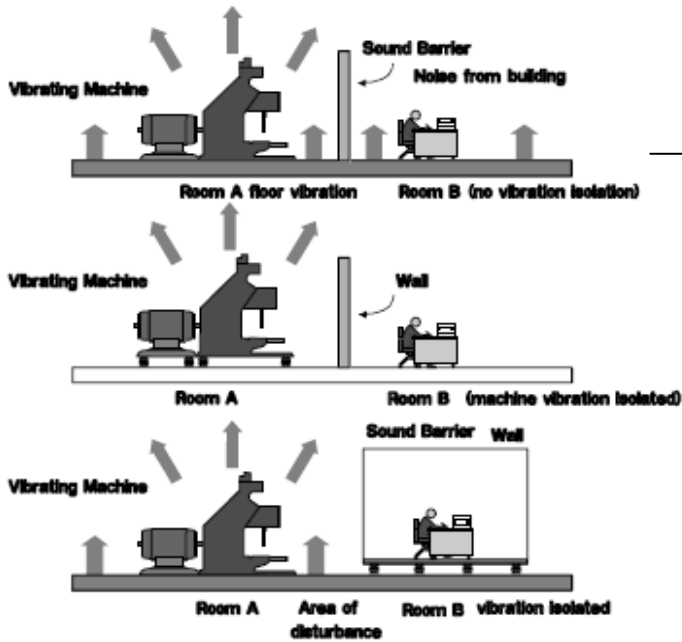 Sound Barrier
Noise from building
Vibrating Machine
Room A floor vibration Room B (no vibration isolation)
Vibrating Machine
Wall
Room A Room B (machine vibration isolated)
Sound Barrier Wall
Vibrating Machine
Room A Area of disturbance Room B vibration isolated